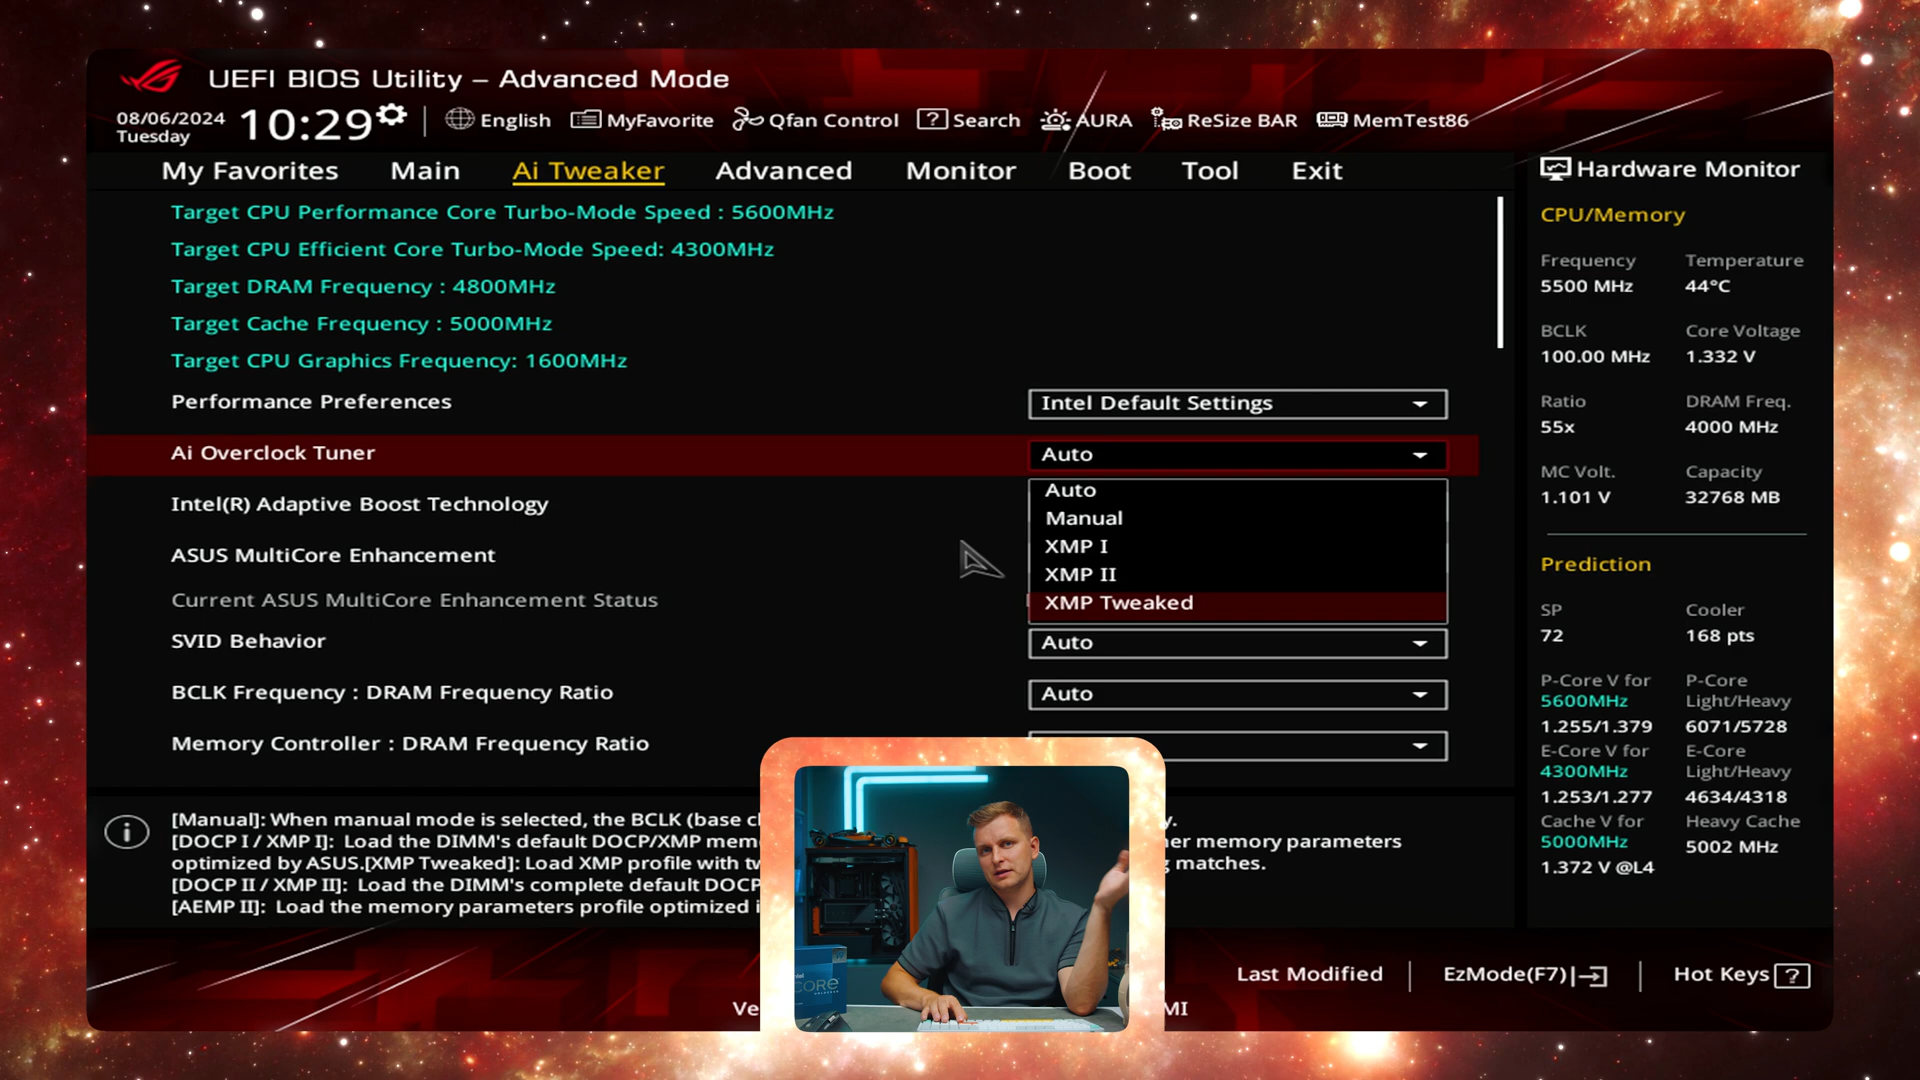 UEFI BIOS Utility – Advanced Mode
08/06/2024
Tuesday
10:29
English
MyFavorite
Qfan Control
? Search
AURA
ReSize BAR
MemTest86
My Favorites
Main
Ai Tweaker
Advanced
Monitor
Boot
Tool
Exit
Target CPU Performance Core Turbo-Mode Speed : 5600MHz
Target CPU Efficient Core Turbo-Mode Speed: 4300MHz
Target DRAM Frequency : 4800MHz
Target Cache Frequency : 5000MHz
Target CPU Graphics Frequency: 1600MHz
Performance Preferences
Intel Default Settings
Ai Overclock Tuner
Auto
Auto
Manual
XMP I
XMP II
XMP Tweaked
Intel(R) Adaptive Boost Technology
ASUS MultiCore Enhancement
Current ASUS MultiCore Enhancement Status
SVID Behavior
Auto
BCLK Frequency : DRAM Frequency Ratio
Auto
Memory Controller : DRAM Frequency Ratio
[Manual]: When manual mode is selected, the BCLK (base
[DOCP I / XMP I]: Load the DIMM's default DOCP/XMP
memory parameters
optimized by ASUS.[XMP Tweaked]: Load XMP profile with
matches.
[DOCP II / XMP II]: Load the DIMM's complete default
[AEMP II]: Load the memory parameters profile optimized
Hardware Monitor
CPU/Memory
Frequency
5500 MHz
Temperature
44°C
BCLK
100.00 MHz
Core Voltage
1.332 V
Ratio
55x
DRAM Freq.
4000 MHz
MC Volt.
1.101 V
Capacity
32768 MB
Prediction
SP
72
Cooler
168 pts
P-Core V for
5600MHz
1.255/1.379
P-Core
Light/Heavy
6071/5728
E-Core V for
4300MHz
1.253/1.277
E-Core
Light/Heavy
4634/4318
Cache V for
5000MHz
1.372 V @L4
Heavy Cache
5002 MHz
Last Modified
EzMode(F7)
Hot Keys ?
CORE